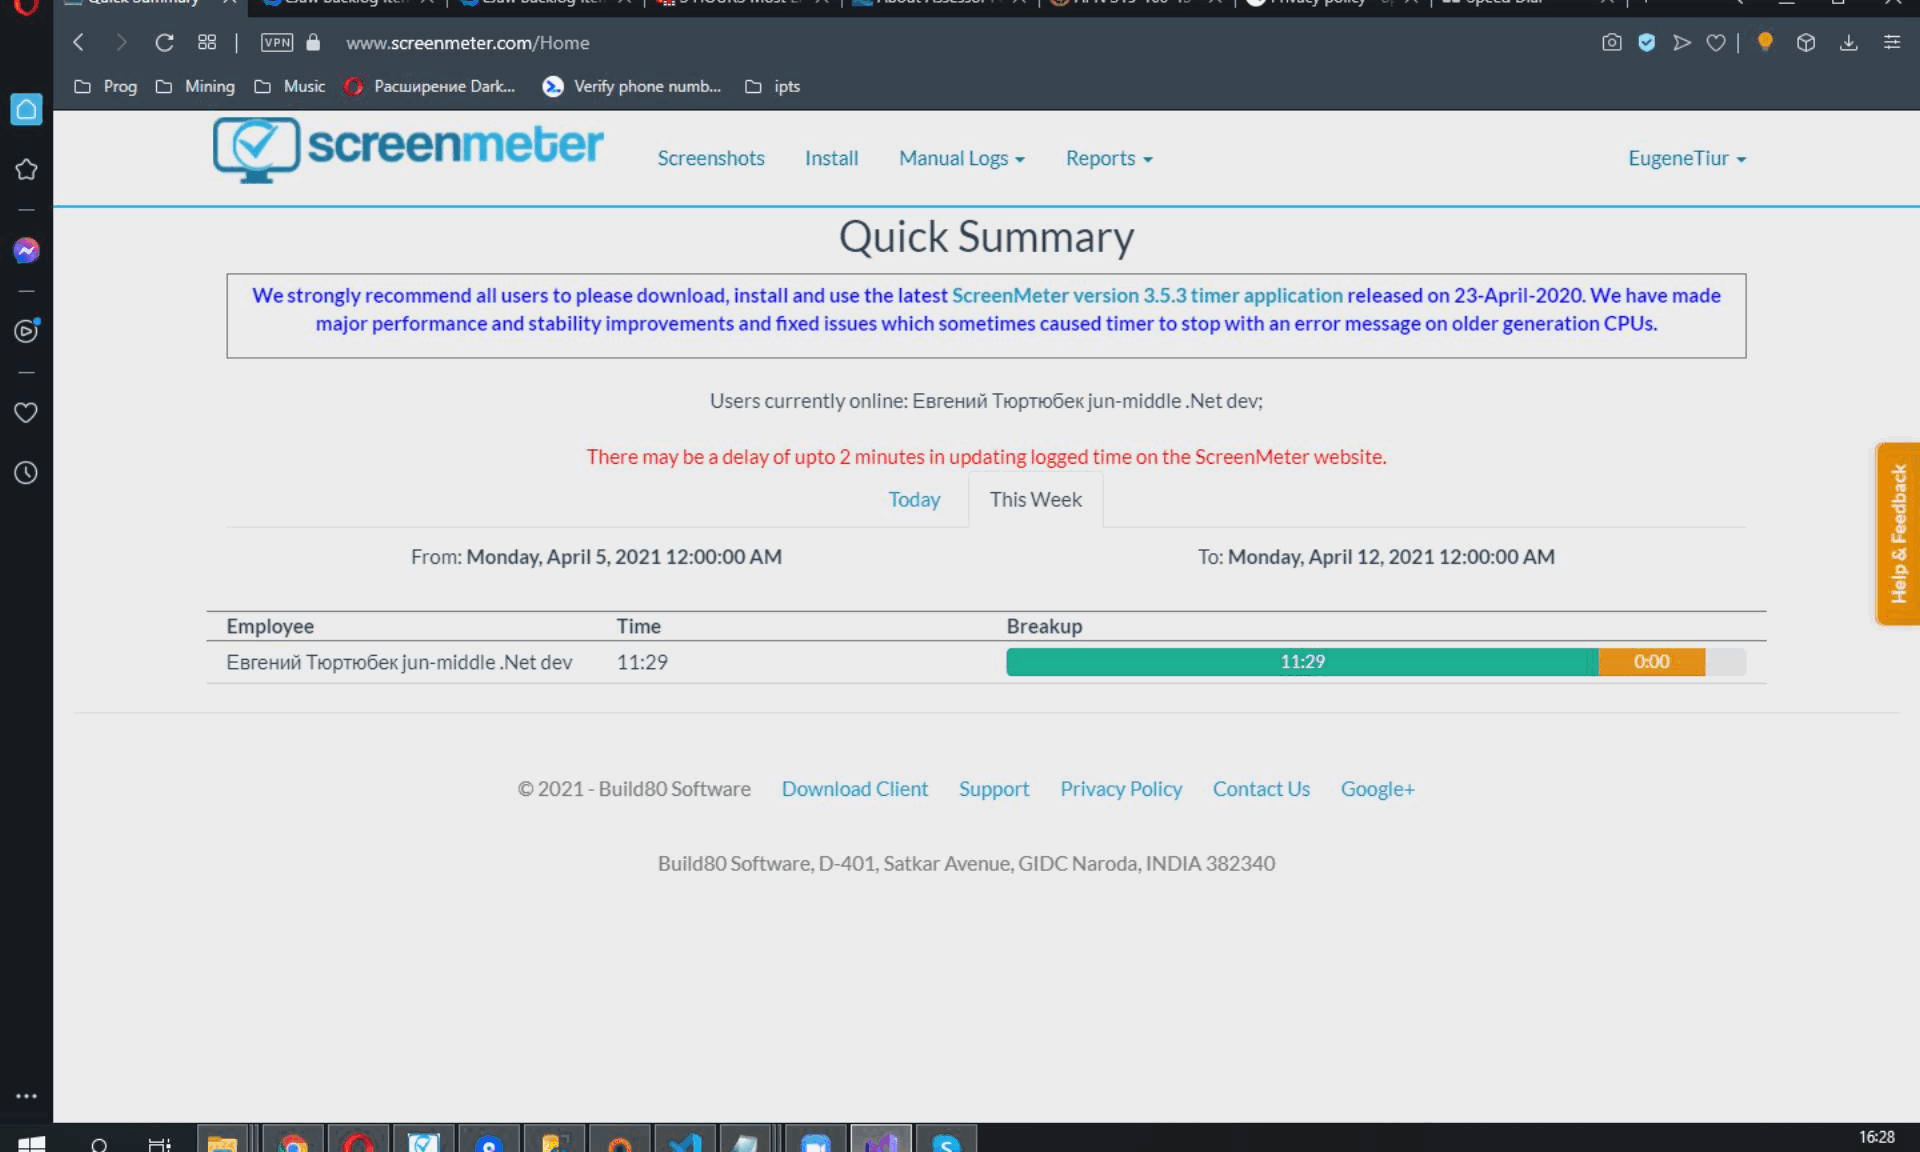 Quick Summary
VPN
www.screenmeter.com/Home
Prog
Mining
Music
Расширение Dark...
Verify phone numb...
ipts
screenmeter
Screenshots
Install
Manual Logs
Reports
EugeneTiur
Quick Summary
We strongly recommend all users to please download, install and use the latest ScreenMeter version 3.5.3 timer application released on 23-April-2020. We have made
major performance and stability improvements and fixed issues which sometimes caused timer to stop with an error message on older generation CPUs.
Users currently online: Евгений Тюртюбек jun-middle .Net dev;
There may be a delay of upto 2 minutes in updating logged time on the ScreenMeter website.
Today
This Week
Help & Feedback
From: Monday, April 5, 2021 12:00:00 AM
To: Monday, April 12, 2021 12:00:00 AM
Employee
Time
Breakup
Евгений Тюртюбек jun-middle .Net dev
11:29
11:29
0:00
© 2021 - Build80 Software
Download Client
Support
Privacy Policy
Contact Us
Google+
Build80 Software, D-401, Satkar Avenue, GIDC Naroda, INDIA 382340
16:28